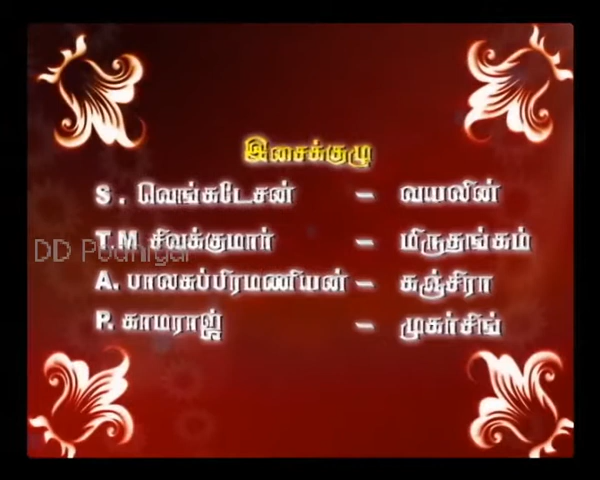 இசைக்குழு
S. வெங்கடேசன் – வயலின்
T.M. சிவக்குமார் – மிருதங்கம்
DD Podhigai
A. பாலசுப்பிரமணியன் – கஞ்சிரா
P. காமராஜ் – முகர்சிங்